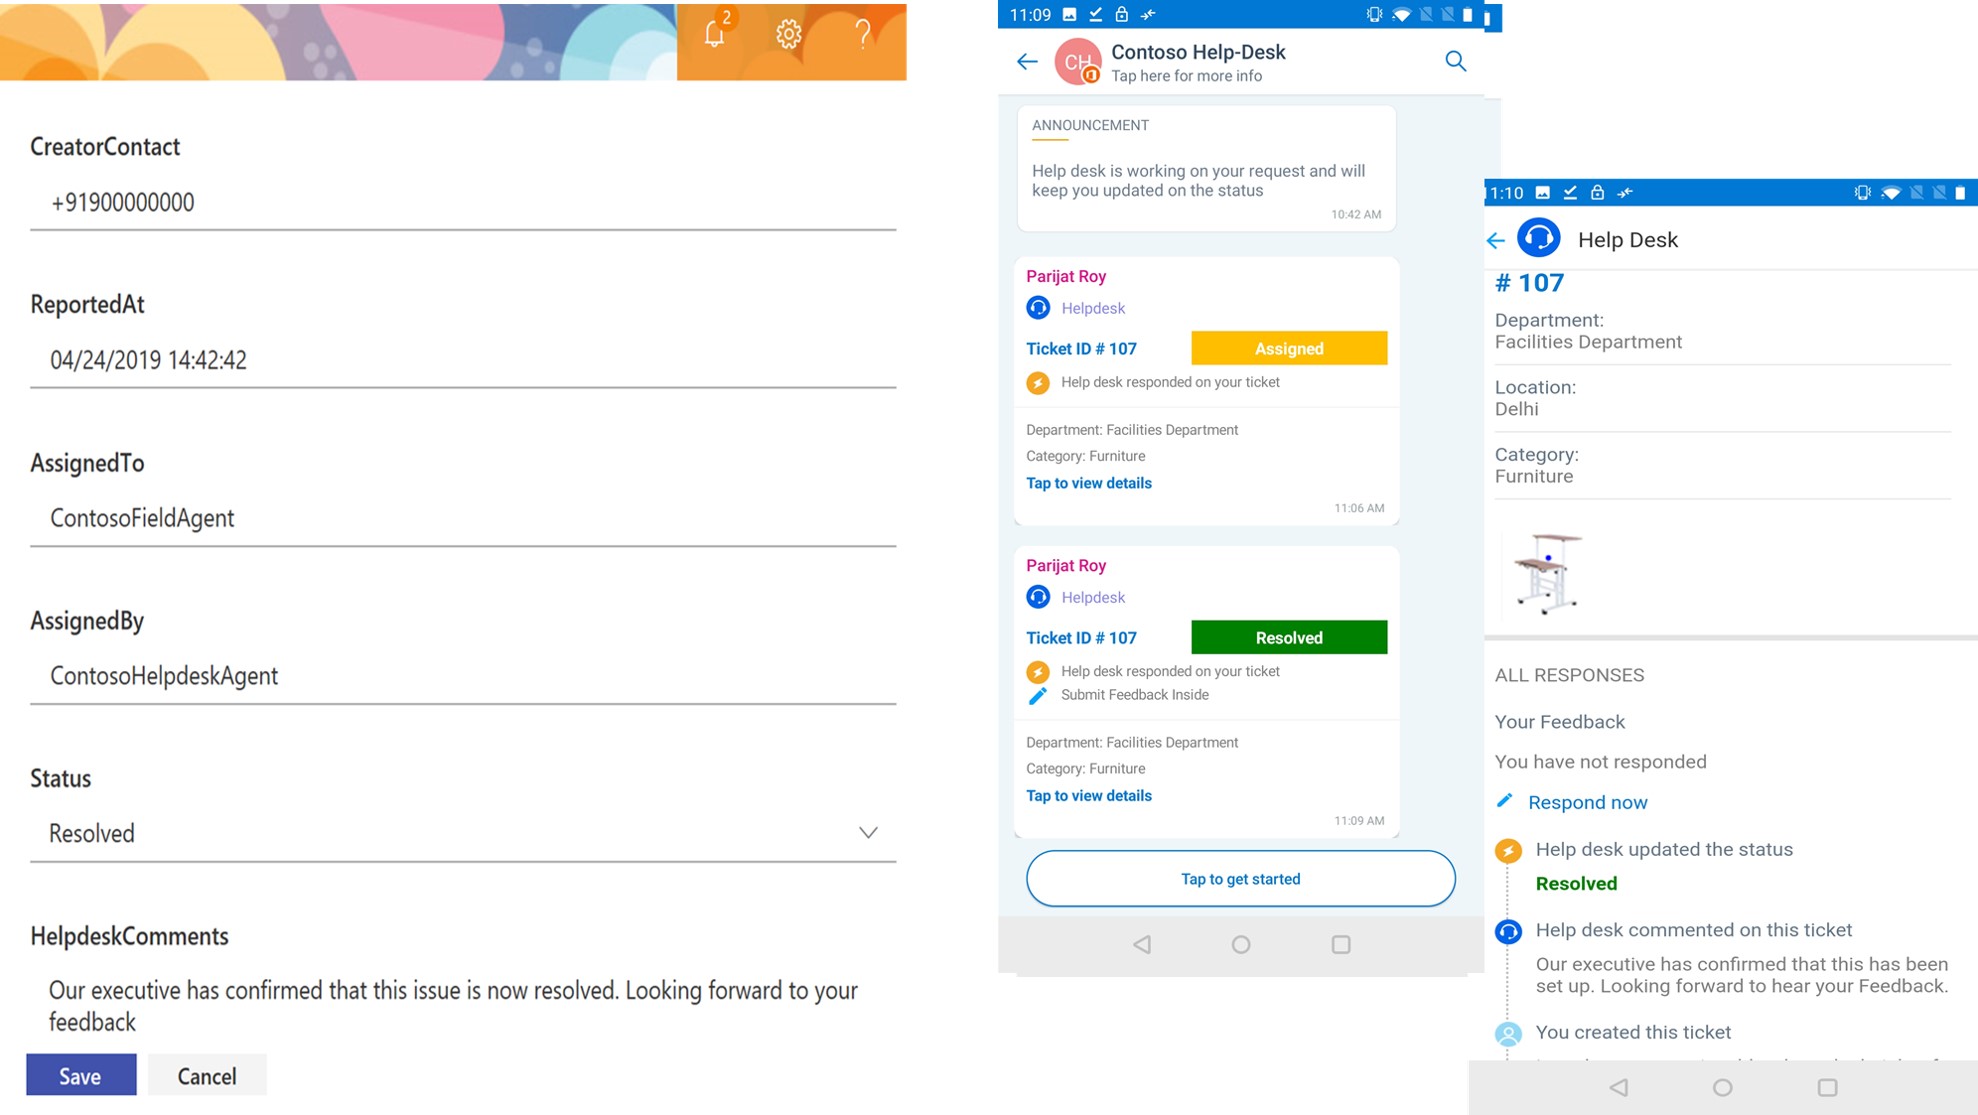 2
CreatorContact
+91900000000
ReportedAt
04/24/2019 14:42:42
AssignedTo
ContosoFieldAgent
AssignedBy
ContosoHelpdeskAgent
Status
Resolved
HelpdeskComments
Our executive has confirmed that this issue is now resolved. Looking forward to your
feedback
Save
Cancel
11:09
CH
Contoso Help-Desk
Tap here for more info
ANNOUNCEMENT
Help desk is working on your request and will
keep you updated on the status
10:42 AM
Parijat Roy
Helpdesk
Ticket ID # 107
Assigned
Help desk responded on your ticket
Department: Facilities Department
Category: Furniture
Tap to view details
11:06 AM
Parijat Roy
Helpdesk
Ticket ID # 107
Resolved
Help desk responded on your ticket
Submit Feedback Inside
Department: Facilities Department
Category: Furniture
Tap to view details
11:09 AM
Tap to get started
1:10
Help Desk
# 107
Department:
Facilities Department
Location:
Delhi
Category:
Furniture
ALL RESPONSES
Your Feedback
You have not responded
Respond now
Help desk updated the status
Resolved
Help desk commented on this ticket
Our executive has confirmed that this has been
set up. Looking forward to hear your Feedback.
You created this ticket